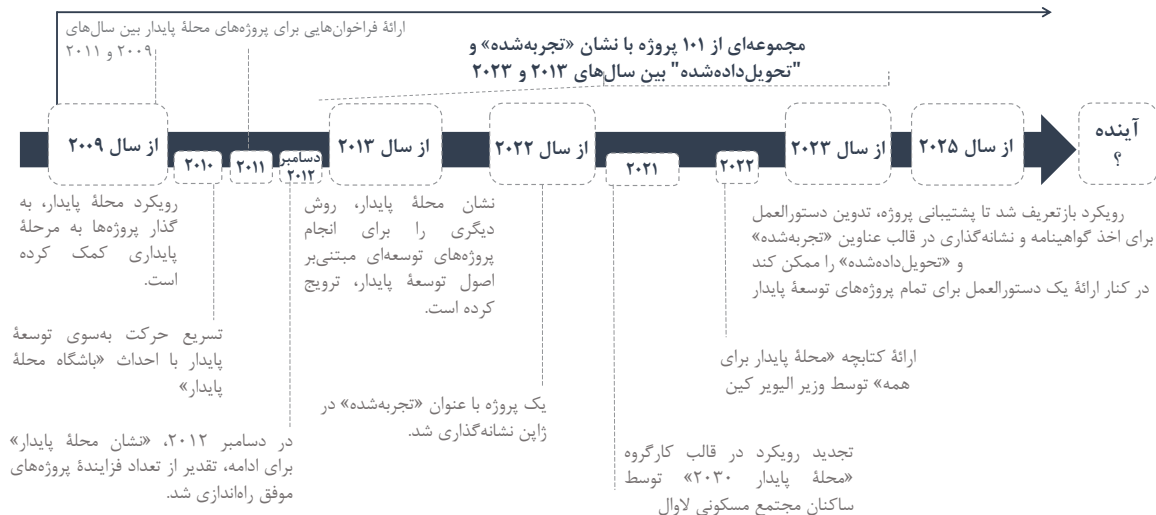 ارائهٔ فراخوان‌هایی برای پروژه‌های محلهٔ پایدار بین سال‌های
۲۰۰۹ و ۲۰۱۱
مجموعه‌ای از ۱۰۱ پروژه با نشان «تجربه‌شده» و
"تحویل‌داده‌شده" بین سال‌های ۲۰۱۳ و ۲۰۲۳
از سال ۲۰۰۹
۲۰۱۰
۲۰۱۱
دسامبر
۲۰۱۲
از سال ۲۰۱۳
از سال ۲۰۲۲
۲۰۲۱
۲۰۲۲
از سال ۲۰۲۳
از سال ۲۰۲۵
آینده
؟
رویکرد محلهٔ پایدار، به
گذار پروژه‌ها به مرحلهٔ
پایداری کمک کرده
است.
نشان محلهٔ پایدار، روش
دیگری را برای انجام
پروژه‌های توسعه‌ای مبتنی‌بر
اصول توسعهٔ پایدار، ترویج
کرده است.
رویکرد بازتعریف شد تا پشتیبانی پروژه، تدوین دستورالعمل
برای اخذ گواهینامه و نشانه‌گذاری در قالب عناوین «تجربه‌شده»
و «تحویل‌داده‌شده» را ممکن کند
در کنار ارائهٔ یک دستورالعمل برای تمام پروژه‌های توسعهٔ پایدار
تسریع حرکت به‌سوی توسعهٔ
پایدار با احداث «باشگاه محلهٔ
پایدار»
ارائه کتابچه «محلهٔ پایدار برای
همه» توسط وزیر الیویر کین
یک پروژه با عنوان «تجربه‌شده» در
ژاپن نشانه‌گذاری شد.
در دسامبر ۲۰۱۲، «نشان محلهٔ پایدار»
برای ادامه، تقدیر از تعداد فزایندهٔ پروژه‌های
موفق راه‌اندازی شد.
تجدید رویکرد در قالب کارگروه
«محلهٔ پایدار ۲۰۳۰» توسط
ساکنان مجتمع مسکونی لاوال